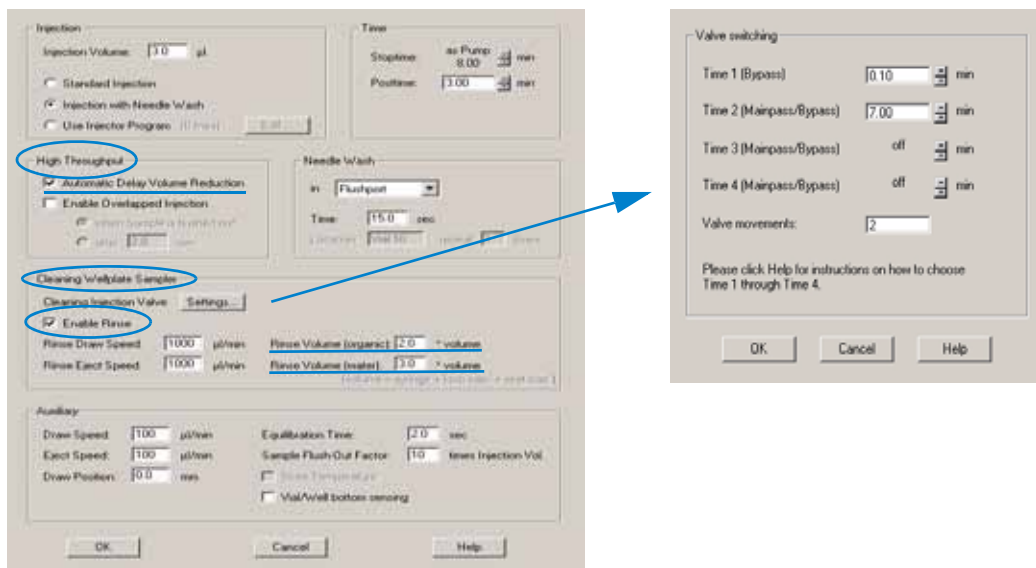 Injection
Injection Volume: 3.0 µl
Standard Injection
Injection with Needle Wash
Use Injector Program
Time
Stoptime: as Pump 8.00 min
Posttime: 3.00 min
High Throughput
Automatic Delay Volume Reduction
Enable Overlapped Injection
Needle Wash
in Flushport
Time: 15.0 sec
Location:
Cleaning Wellplate Sampler
Cleaning Injection Valve Settings...
Enable Rinse
Rinse Draw Speed: 1000 µl/min Rinse Volume (organic): 2.0 * volume
Rinse Eject Speed: 1000 µl/min Rinse Volume (water): 3.0 * volume
Auxiliary
Draw Speed: 100 µl/min Equilibration Time: 2.0 sec
Eject Speed: 100 µl/min Sample Flush-Out Factor: 10 times Injection Vol.
Draw Position: 0.0 mm
Vial/Well bottom sensing
OK Cancel Help
Valve switching
Time 1 (Bypass) 0.10 min
Time 2 (Mainpass/Bypass) 7.00 min
Time 3 (Mainpass/Bypass) off min
Time 4 (Mainpass/Bypass) off min
Valve movements: 2
Please click Help for instructions on how to choose
Time 1 through Time 4.
OK Cancel Help